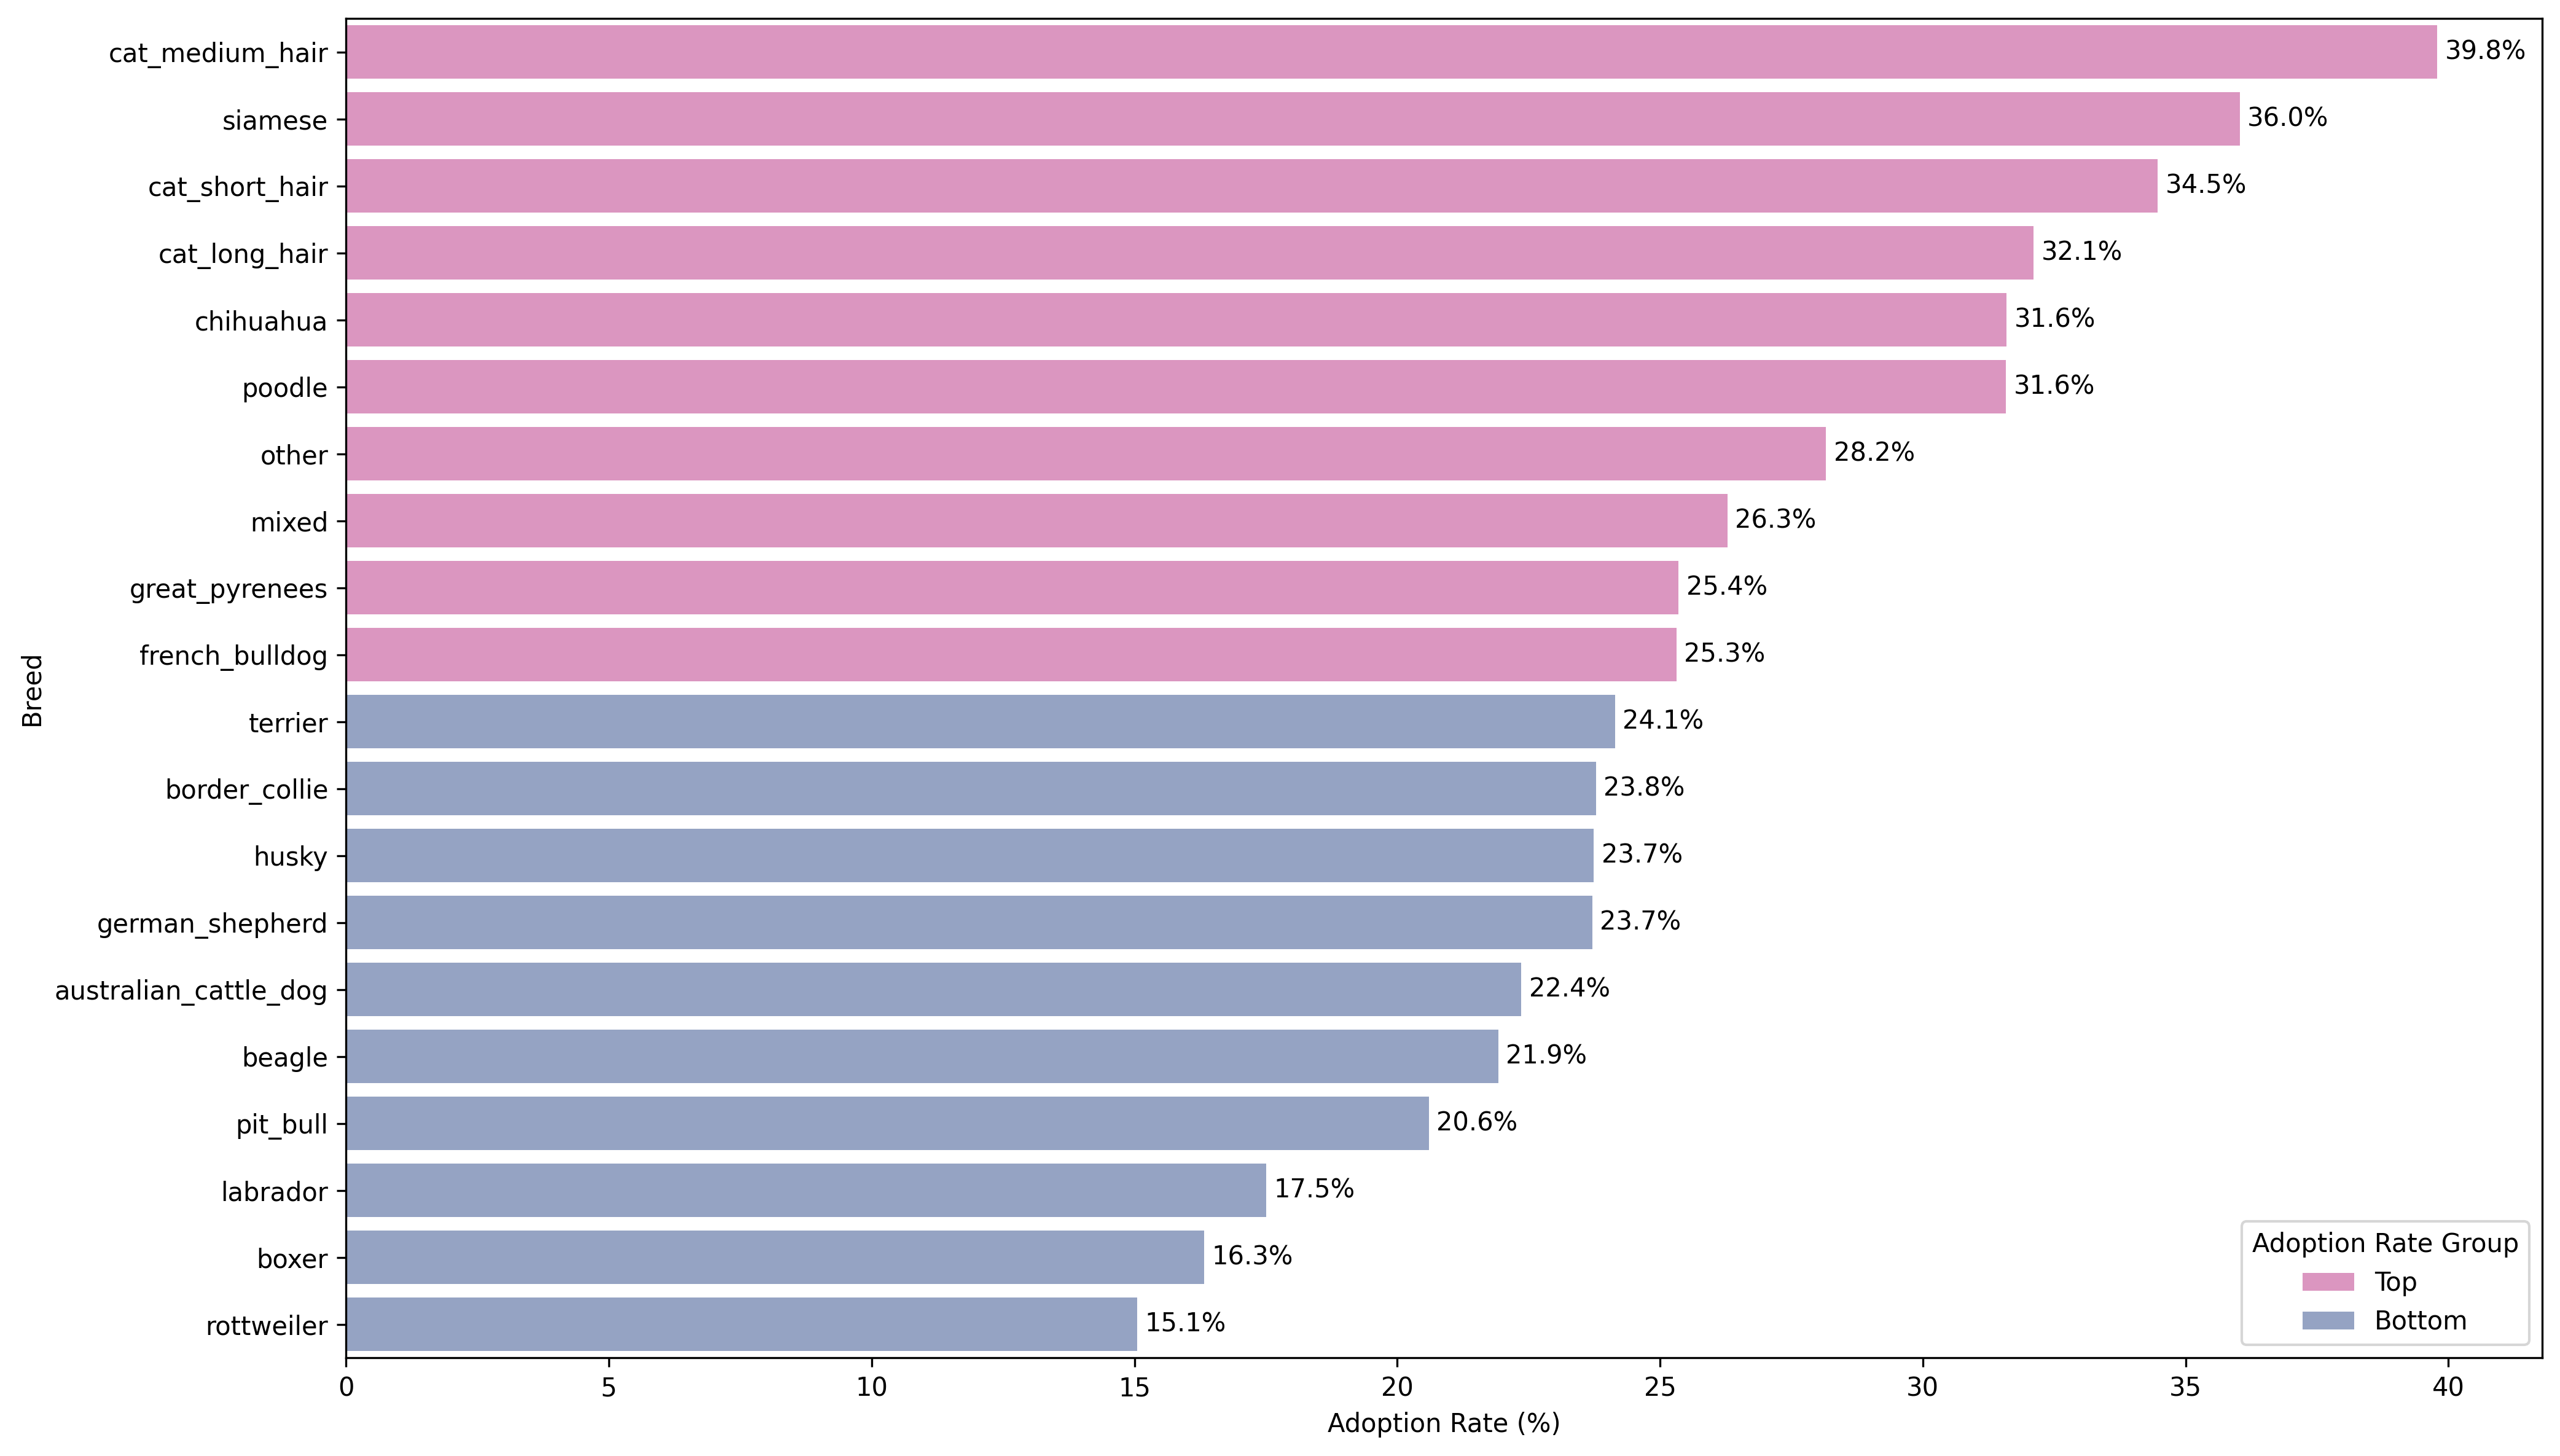 cat_medium_hair 39.8%
siamese 36.0%
cat_short_hair 34.5%
cat_long_hair 32.1%
chihuahua 31.6%
poodle 31.6%
other 28.2%
mixed 26.3%
great_pyrenees 25.4%
french_bulldog 25.3%
terrier 24.1%
border_collie 23.8%
husky 23.7%
german_shepherd 23.7%
australian_cattle_dog 22.4%
beagle 21.9%
pit_bull 20.6%
labrador 17.5%
boxer 16.3%
rottweiler 15.1%
Breed
0 5 10 15 20 25 30 35 40
Adoption Rate (%)
Adoption Rate Group
Top
Bottom